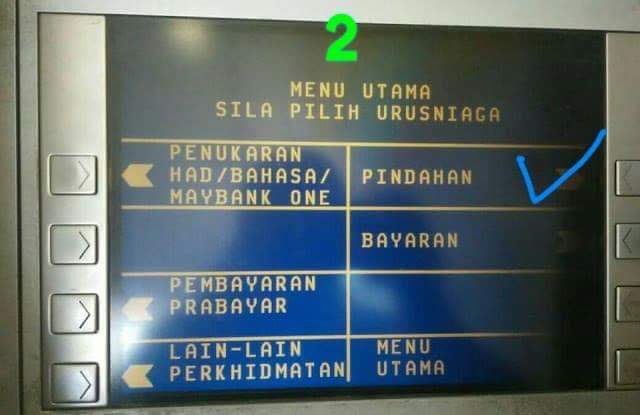 2
MENU UTAMA
SILA PILIH URUSNIAGA
PENUKARAN
HAD/BAHASA/
MAYBANK ONE
PINDAHAN
BAYARAN
PEMBAYARAN
PRABAYAR
LAIN-LAIN
PERKHIDMATAN
MENU
UTAMA